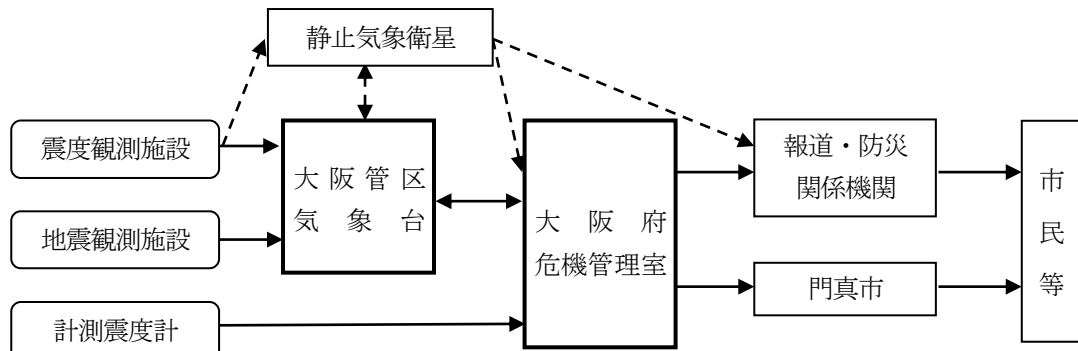 静止気象衛星
震度観測施設
地震観測施設
計測震度計
大阪管区
気象台
大阪府
危機管理室
報道・防災
関係機関
門真市
市民等